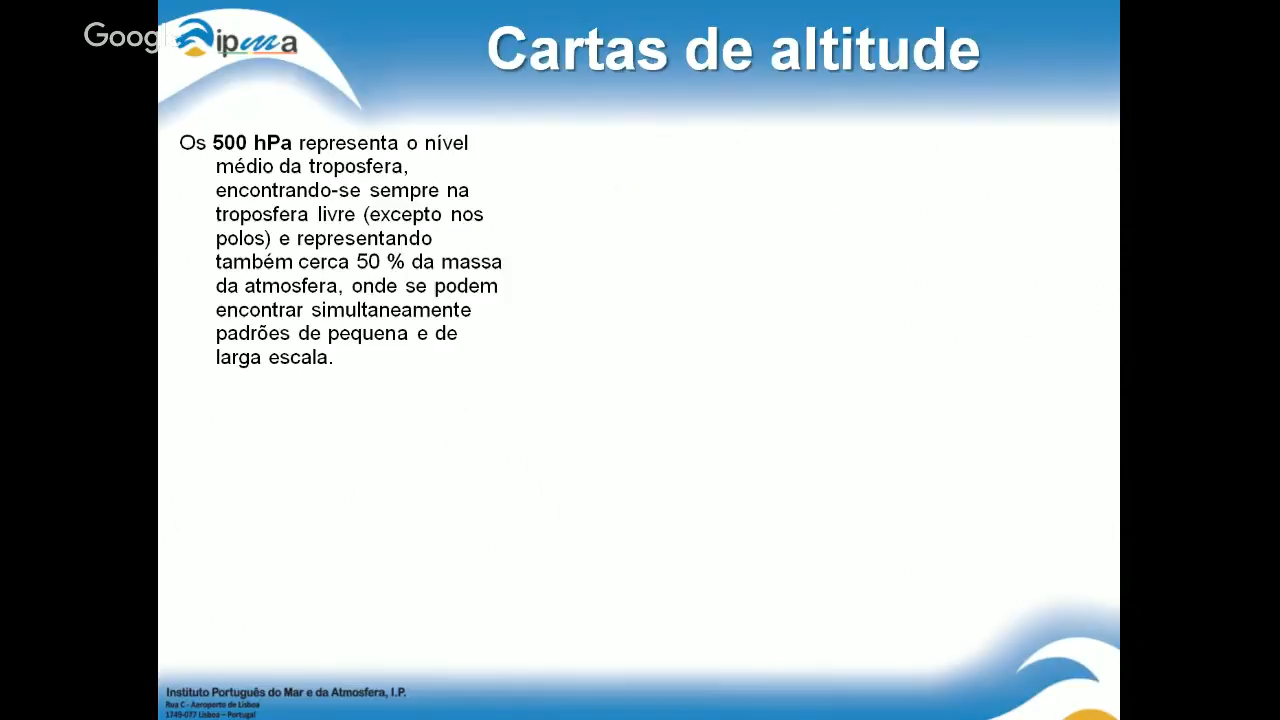 Google
ipma
Cartas de altitude
Os 500 hPa representa o nível
médio da troposfera,
encontrando-se sempre na
troposfera livre (excepto nos
polos) e representando
também cerca 50 % da massa
da atmosfera, onde se podem
encontrar simultaneamente
padrões de pequena e de
larga escala.
Instituto Português do Mar e da Atmosfera, I.P.
Rua C - Aeroporto de Lisboa
1749-077 Lisboa – Portugal